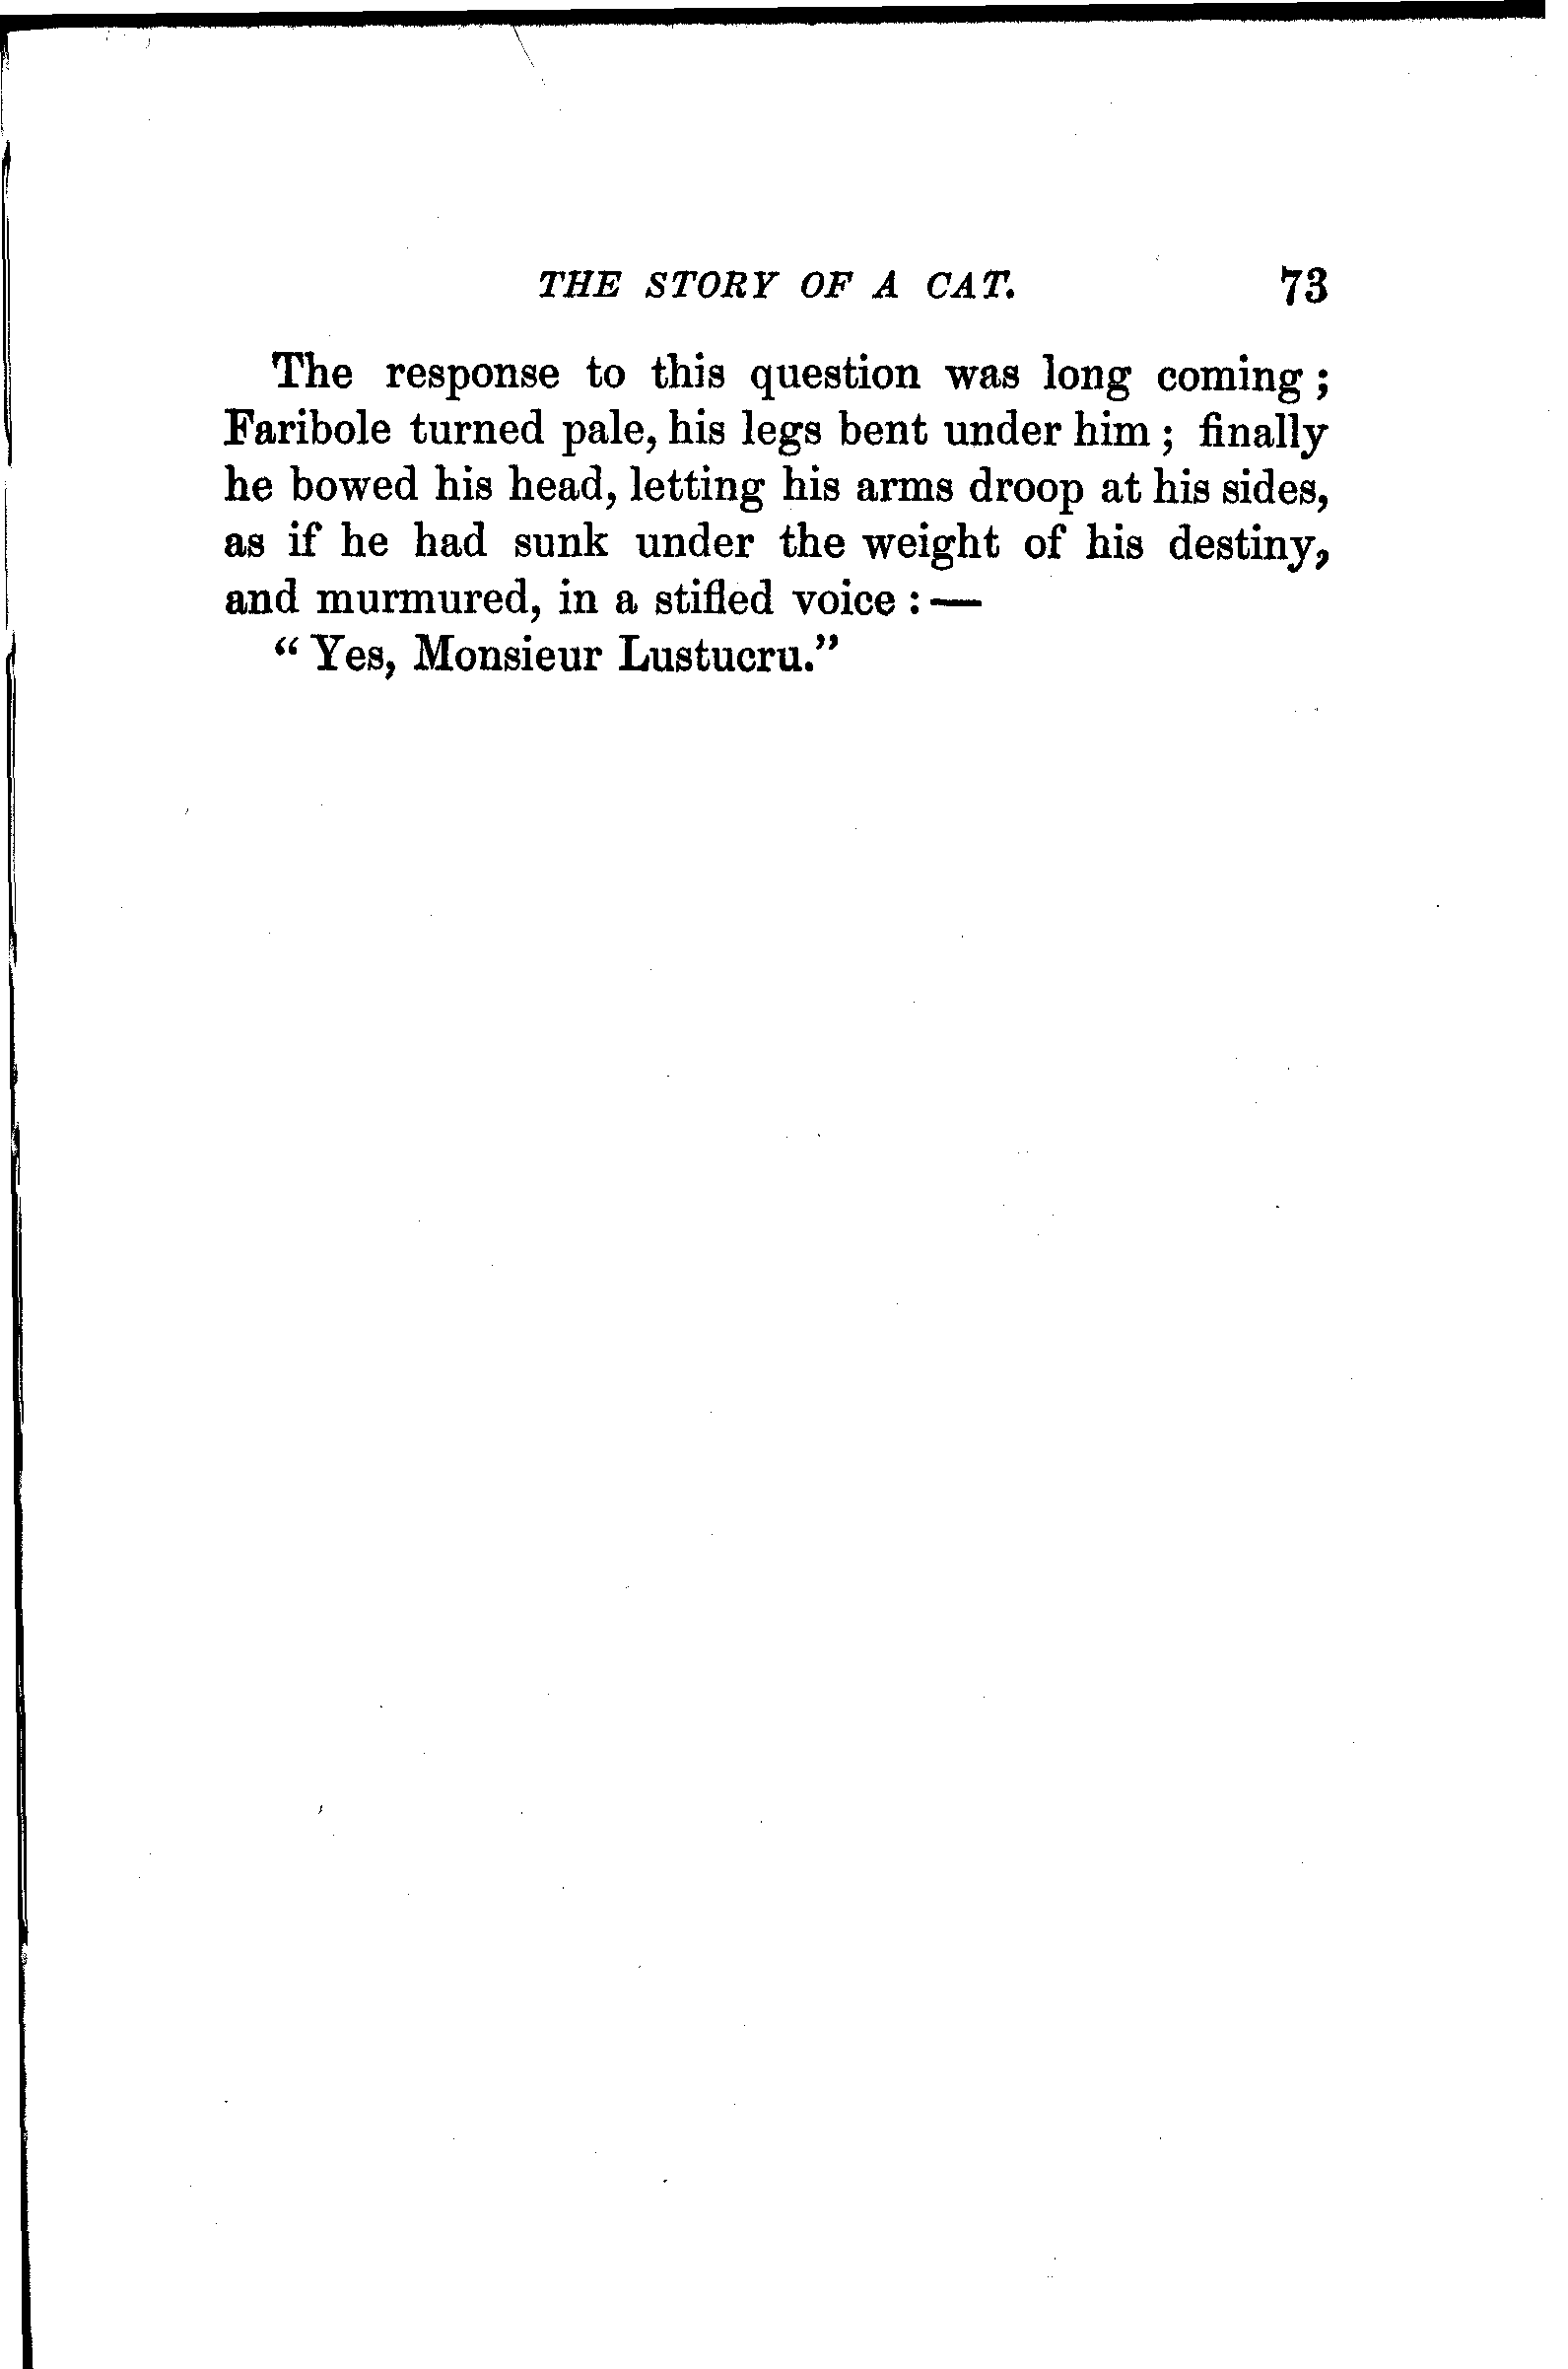 THE STORY OF A CAT. 73
The response to this question was long coming;
Faribole turned pale, his legs bent under him; finally
he bowed his head, letting his arms droop at his sides,
as if he had sunk under the weight of his destiny,
and murmured, in a stifled voice:—
“Yes, Monsieur Lustucru.”